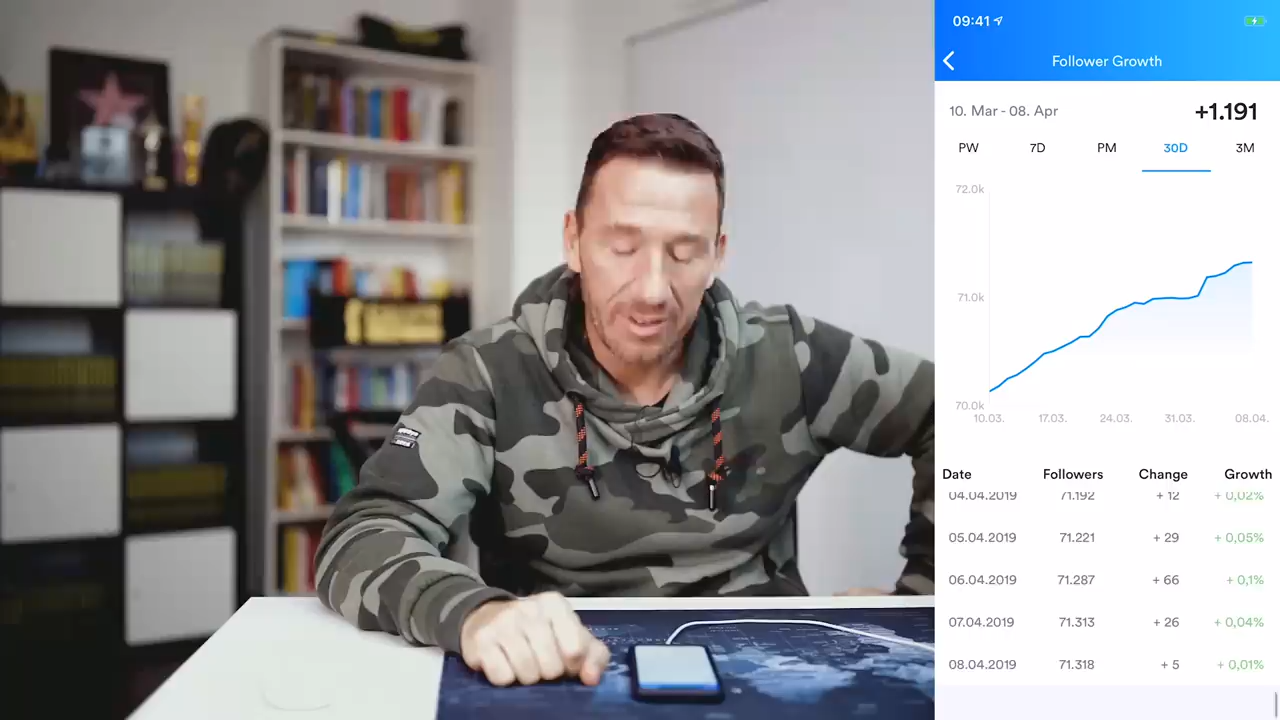 09:41
Follower Growth
10. Mar - 08. Apr +1.191
PW 7D PM 30D 3M
72.0k
71.0k
70.0k
10.03. 17.03. 24.03. 31.03. 08.04.
Date Followers Change Growth
04.04.2019 71.192 + 12 + 0,02%
05.04.2019 71.221 + 29 + 0,05%
06.04.2019 71.287 + 66 + 0,1%
07.04.2019 71.313 + 26 + 0,04%
08.04.2019 71.318 + 5 + 0,01%